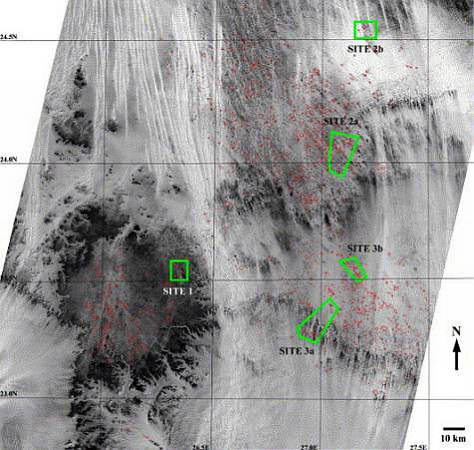 24.5N
SITE 2b
SITE 2a
24.0N
SITE 3b
SITE 1
N
SITE 3a
23.0N
10 km
26.5E
27.0E
27.5E